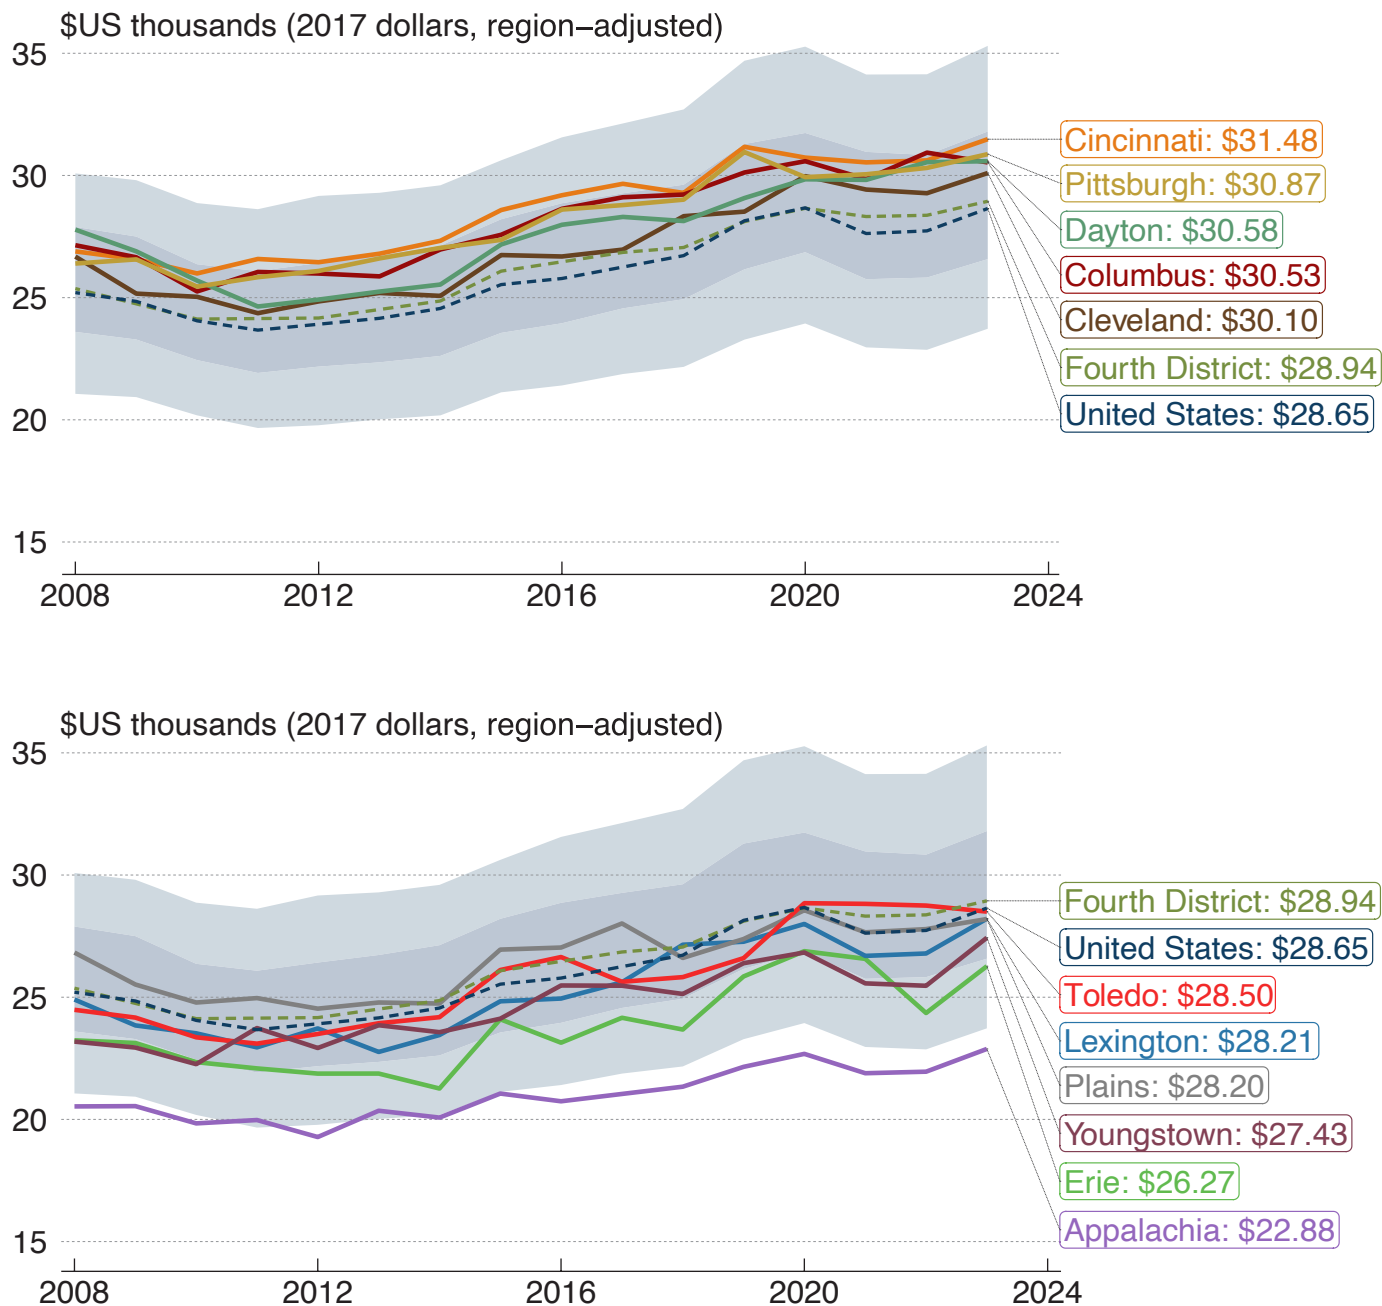 $US thousands (2017 dollars, region−adjusted)
35
30
25
20
15
Cincinnati: $31.48
Pittsburgh: $30.87
Dayton: $30.58
Columbus: $30.53
Cleveland: $30.10
Fourth District: $28.94
United States: $28.65
2008 2012 2016 2020 2024
$US thousands (2017 dollars, region−adjusted)
35
30
25
20
15
Fourth District: $28.94
United States: $28.65
Toledo: $28.50
Lexington: $28.21
Plains: $28.20
Youngstown: $27.43
Erie: $26.27
Appalachia: $22.88
2008 2012 2016 2020 2024